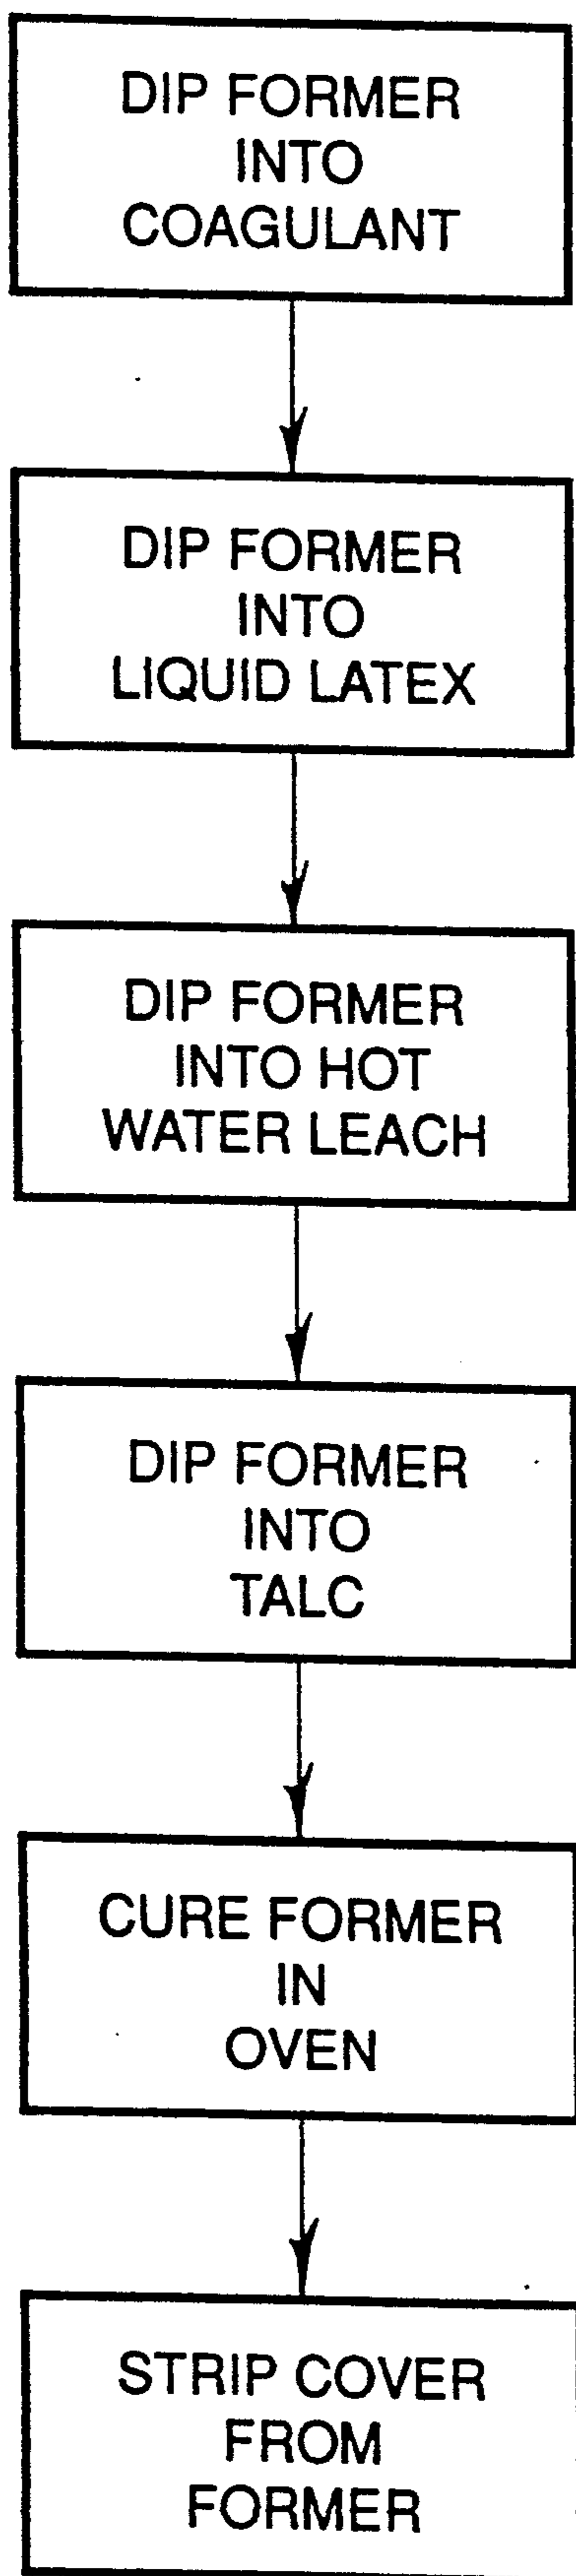 DIP FORMER
INTO
COAGULANT
DIP FORMER
INTO
LIQUID LATEX
DIP FORMER
INTO HOT
WATER LEACH
DIP FORMER
INTO
TALC
CURE FORMER
IN
OVEN
STRIP COVER
FROM
FORMER